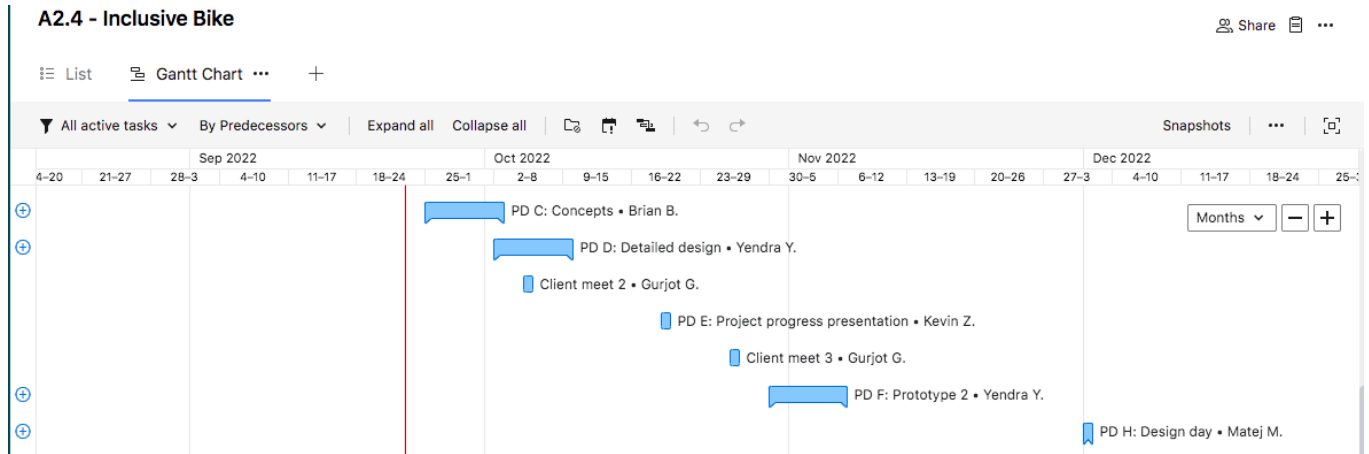 A2.4 - Inclusive Bike
Share
List Gantt Chart
All active tasks By Predecessors Expand all Collapse all Snapshots
Sep 2022 Oct 2022 Nov 2022 Dec 2022
4-20 21-27 28-3 4-10 11-17 18-24 25-1 2-8 9-15 16-22 23-29 30-5 6-12 13-19 20-26 27-3 4-10 11-17 18-24 25-
PD C: Concepts • Brian B.
Months
PD D: Detailed design • Yendra Y.
Client meet 2 • Gurjot G.
PD E: Project progress presentation • Kevin Z.
Client meet 3 • Gurjot G.
PD F: Prototype 2 • Yendra Y.
PD H: Design day • Matej M.